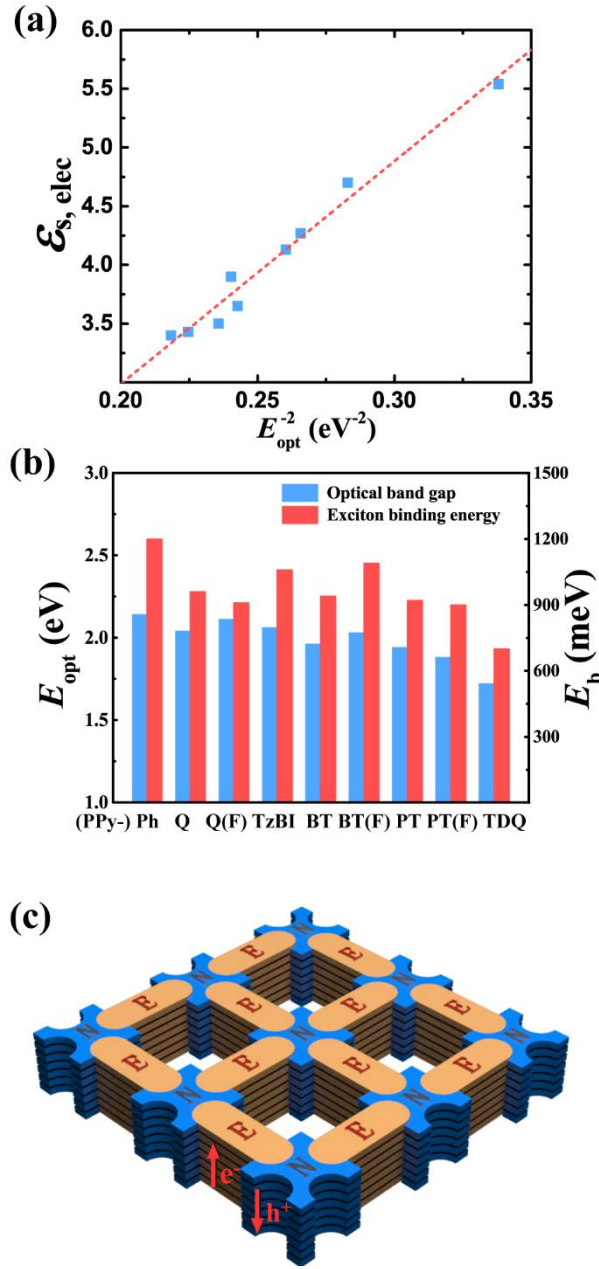 (a)
6.0
5.5
5.0
4.5
4.0
3.5
ℰs, elec
0.20 0.25 0.30 0.35
E⁻²opt (eV⁻²)
(b)
3.0
2.5
2.0
1.5
1.0
Eopt (eV)
Optical band gap
Exciton binding energy
1500
1200
900
600
300
Eb (meV)
(PPy-) Ph Q Q(F) TzBI BT BT(F) PT PT(F) TDQ
(c)
N
E E
N N
E E E E
N N N
E E E E
N N
E E
N
e-
h+